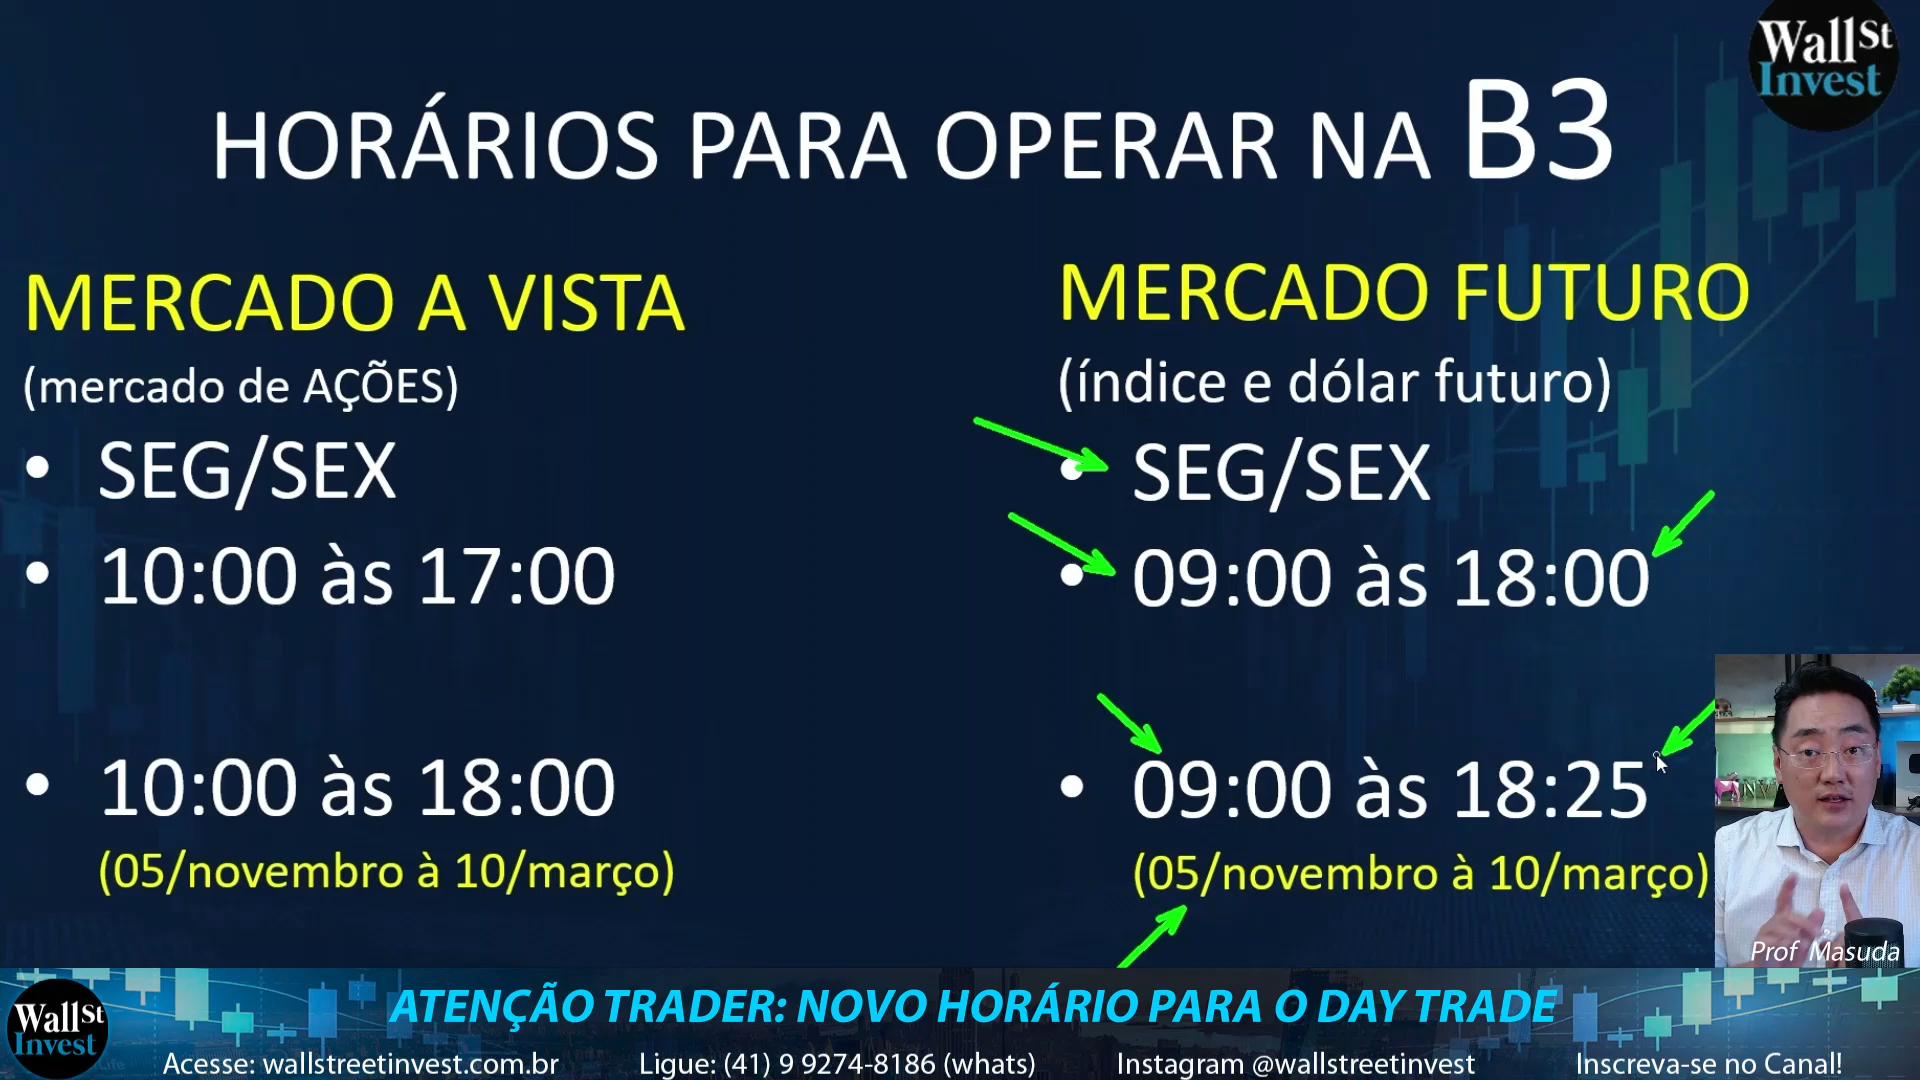 Wall St
Invest
HORÁRIOS PARA OPERAR NA B3
MERCADO A VISTA
(mercado de AÇÕES)
• SEG/SEX
• 10:00 às 17:00
• 10:00 às 18:00
(05/novembro à 10/março)
MERCADO FUTURO
(índice e dólar futuro)
• SEG/SEX
• 09:00 às 18:00
• 09:00 às 18:25
(05/novembro à 10/março)
Prof Masuda
Wall St
Invest
ATENÇÃO TRADER: NOVO HORÁRIO PARA O DAY TRADE
Acesse: wallstreetinvest.com.br Ligue: (41) 9 9274-8186 (whats) Instagram @wallstreetinvest Inscreva-se no Canal!